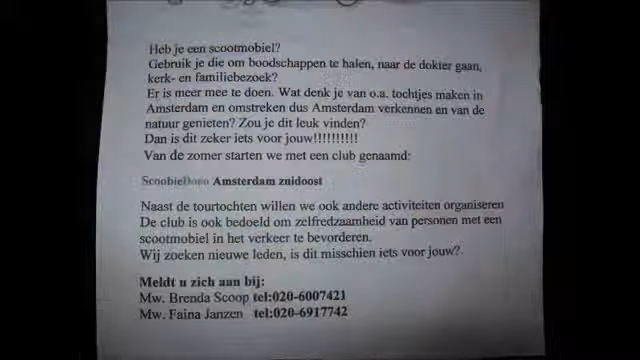 Heb je een scootmobiel?
Gebruik je die om boodschappen te halen, naar de dokter gaan,
kerk- en familiebezoek?
Er is meer mee te doen. Wat denk je van o.a. tochtjes maken in
Amsterdam en omstreken dus Amsterdam verkennen en van de
natuur genieten? Zou je dit leuk vinden?
Dan is dit zeker iets voor jouw!!!!!!!!!!
Van de zomer starten we met een club genaamd:
Amsterdam zuidoost
Naast de tourtochten willen we ook andere activiteiten organiseren
De club is ook bedoeld om zelfredzaamheid van personen met een
scootmobiel in het verkeer te bevorderen.
Wij zoeken nieuwe leden, is dit misschien iets voor jouw?
Meldt u zich aan bij:
Mw. Brenda Scoop tel:020-6007421
Mw. Faina Janzen tel:020-6917742